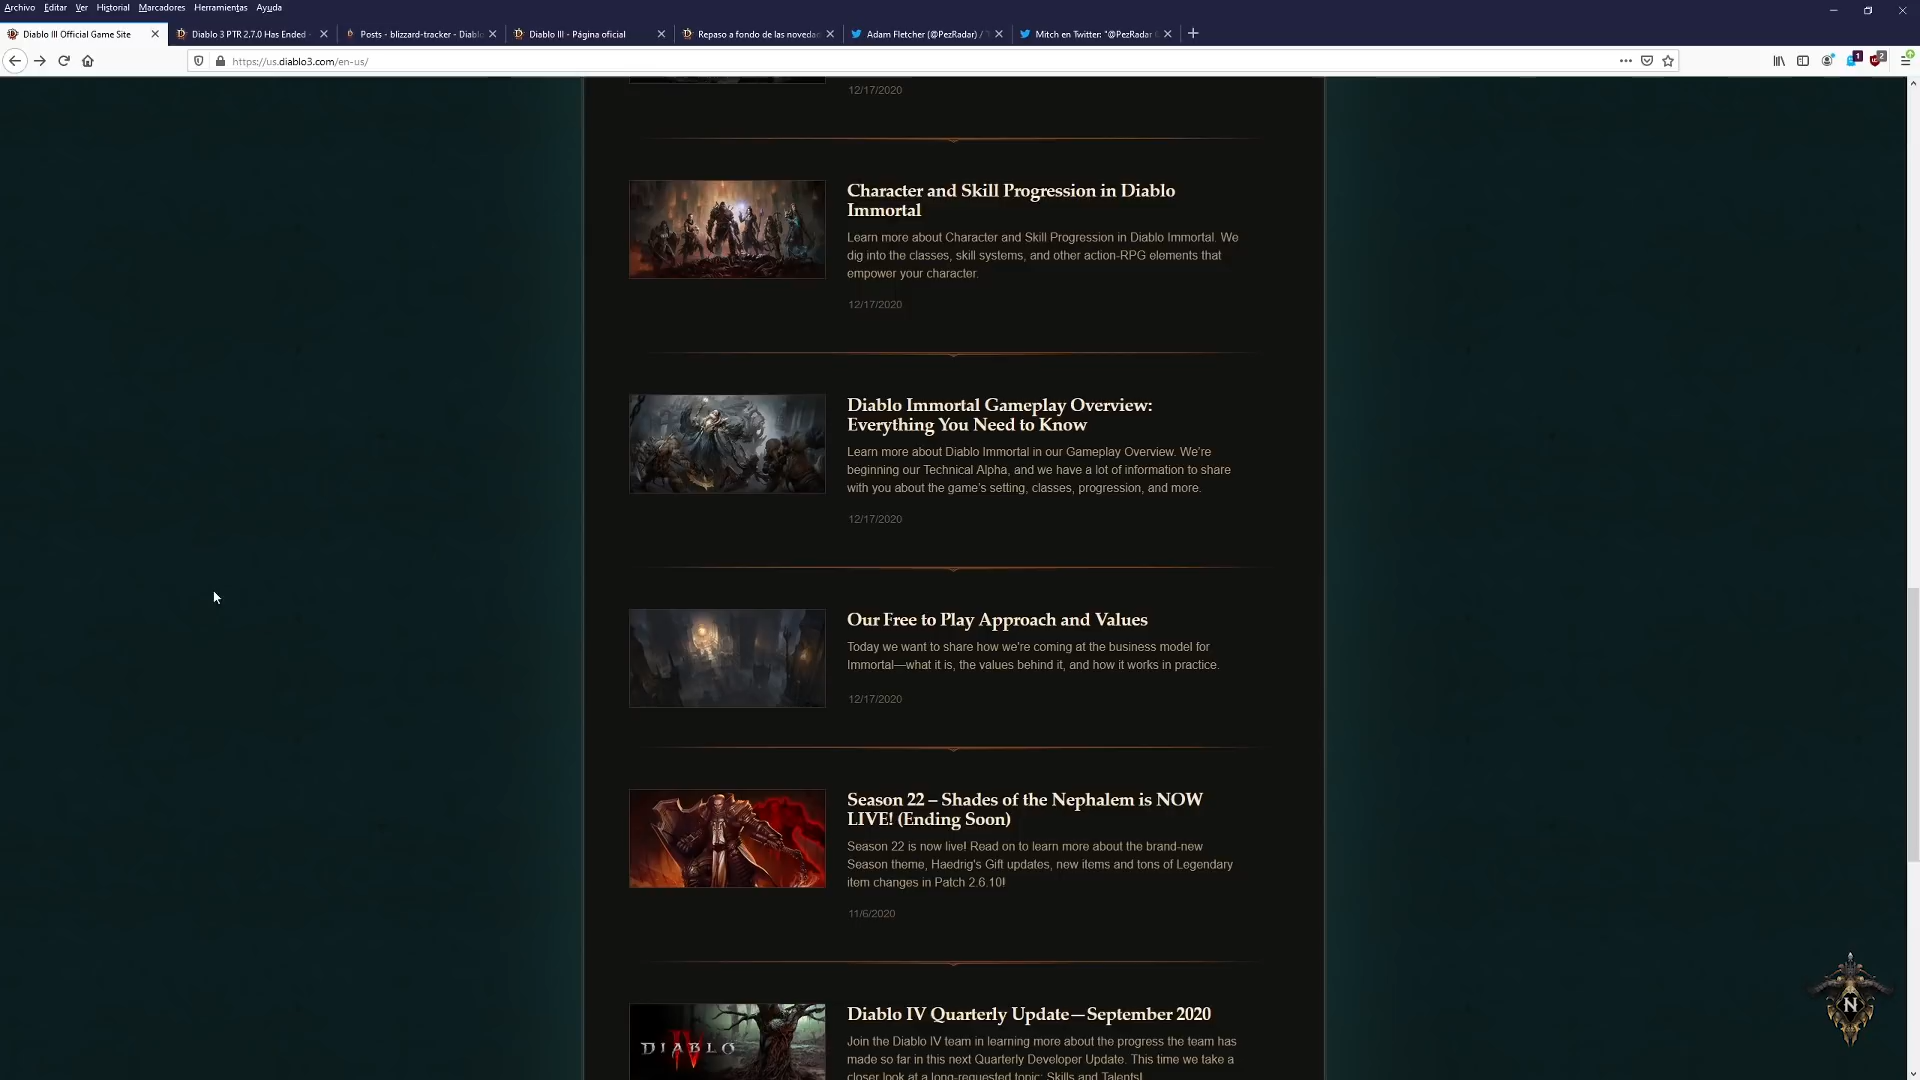 Archivo Editar Ver Historial Marcadores Herramientas Ayuda
Diablo III Official Game Site
Diablo 3 PTR 2.7.0 Has Ended -
Posts - blizzard-tracker - Diablo
Diablo III - Página oficial
Repaso a fondo de las noveda
Adam Fletcher (@PezRadar) / T
Mitch en Twitter: "@PezRadar
https://us.diablo3.com/en-us/
1
2
12/17/2020
Character and Skill Progression in Diablo
Immortal
Learn more about Character and Skill Progression in Diablo Immortal. We
dig into the classes, skill systems, and other action-RPG elements that
empower your character.
12/17/2020
Diablo Immortal Gameplay Overview:
Everything You Need to Know
Learn more about Diablo Immortal in our Gameplay Overview. We're
beginning our Technical Alpha, and we have a lot of information to share
with you about the game's setting, classes, progression, and more.
12/17/2020
Our Free to Play Approach and Values
Today we want to share how we're coming at the business model for
Immortal—what it is, the values behind it, and how it works in practice.
12/17/2020
Season 22 – Shades of the Nephalem is NOW
LIVE! (Ending Soon)
Season 22 is now live! Read on to learn more about the brand-new
Season theme, Haedrig's Gift updates, new items and tons of Legendary
item changes in Patch 2.6.10!
11/6/2020
DIABLO IV
Diablo IV Quarterly Update—September 2020
Join the Diablo IV team in learning more about the progress the team has
made so far in this next Quarterly Developer Update. This time we take a
closer look at a long-requested topic: Skills and Talents!
N